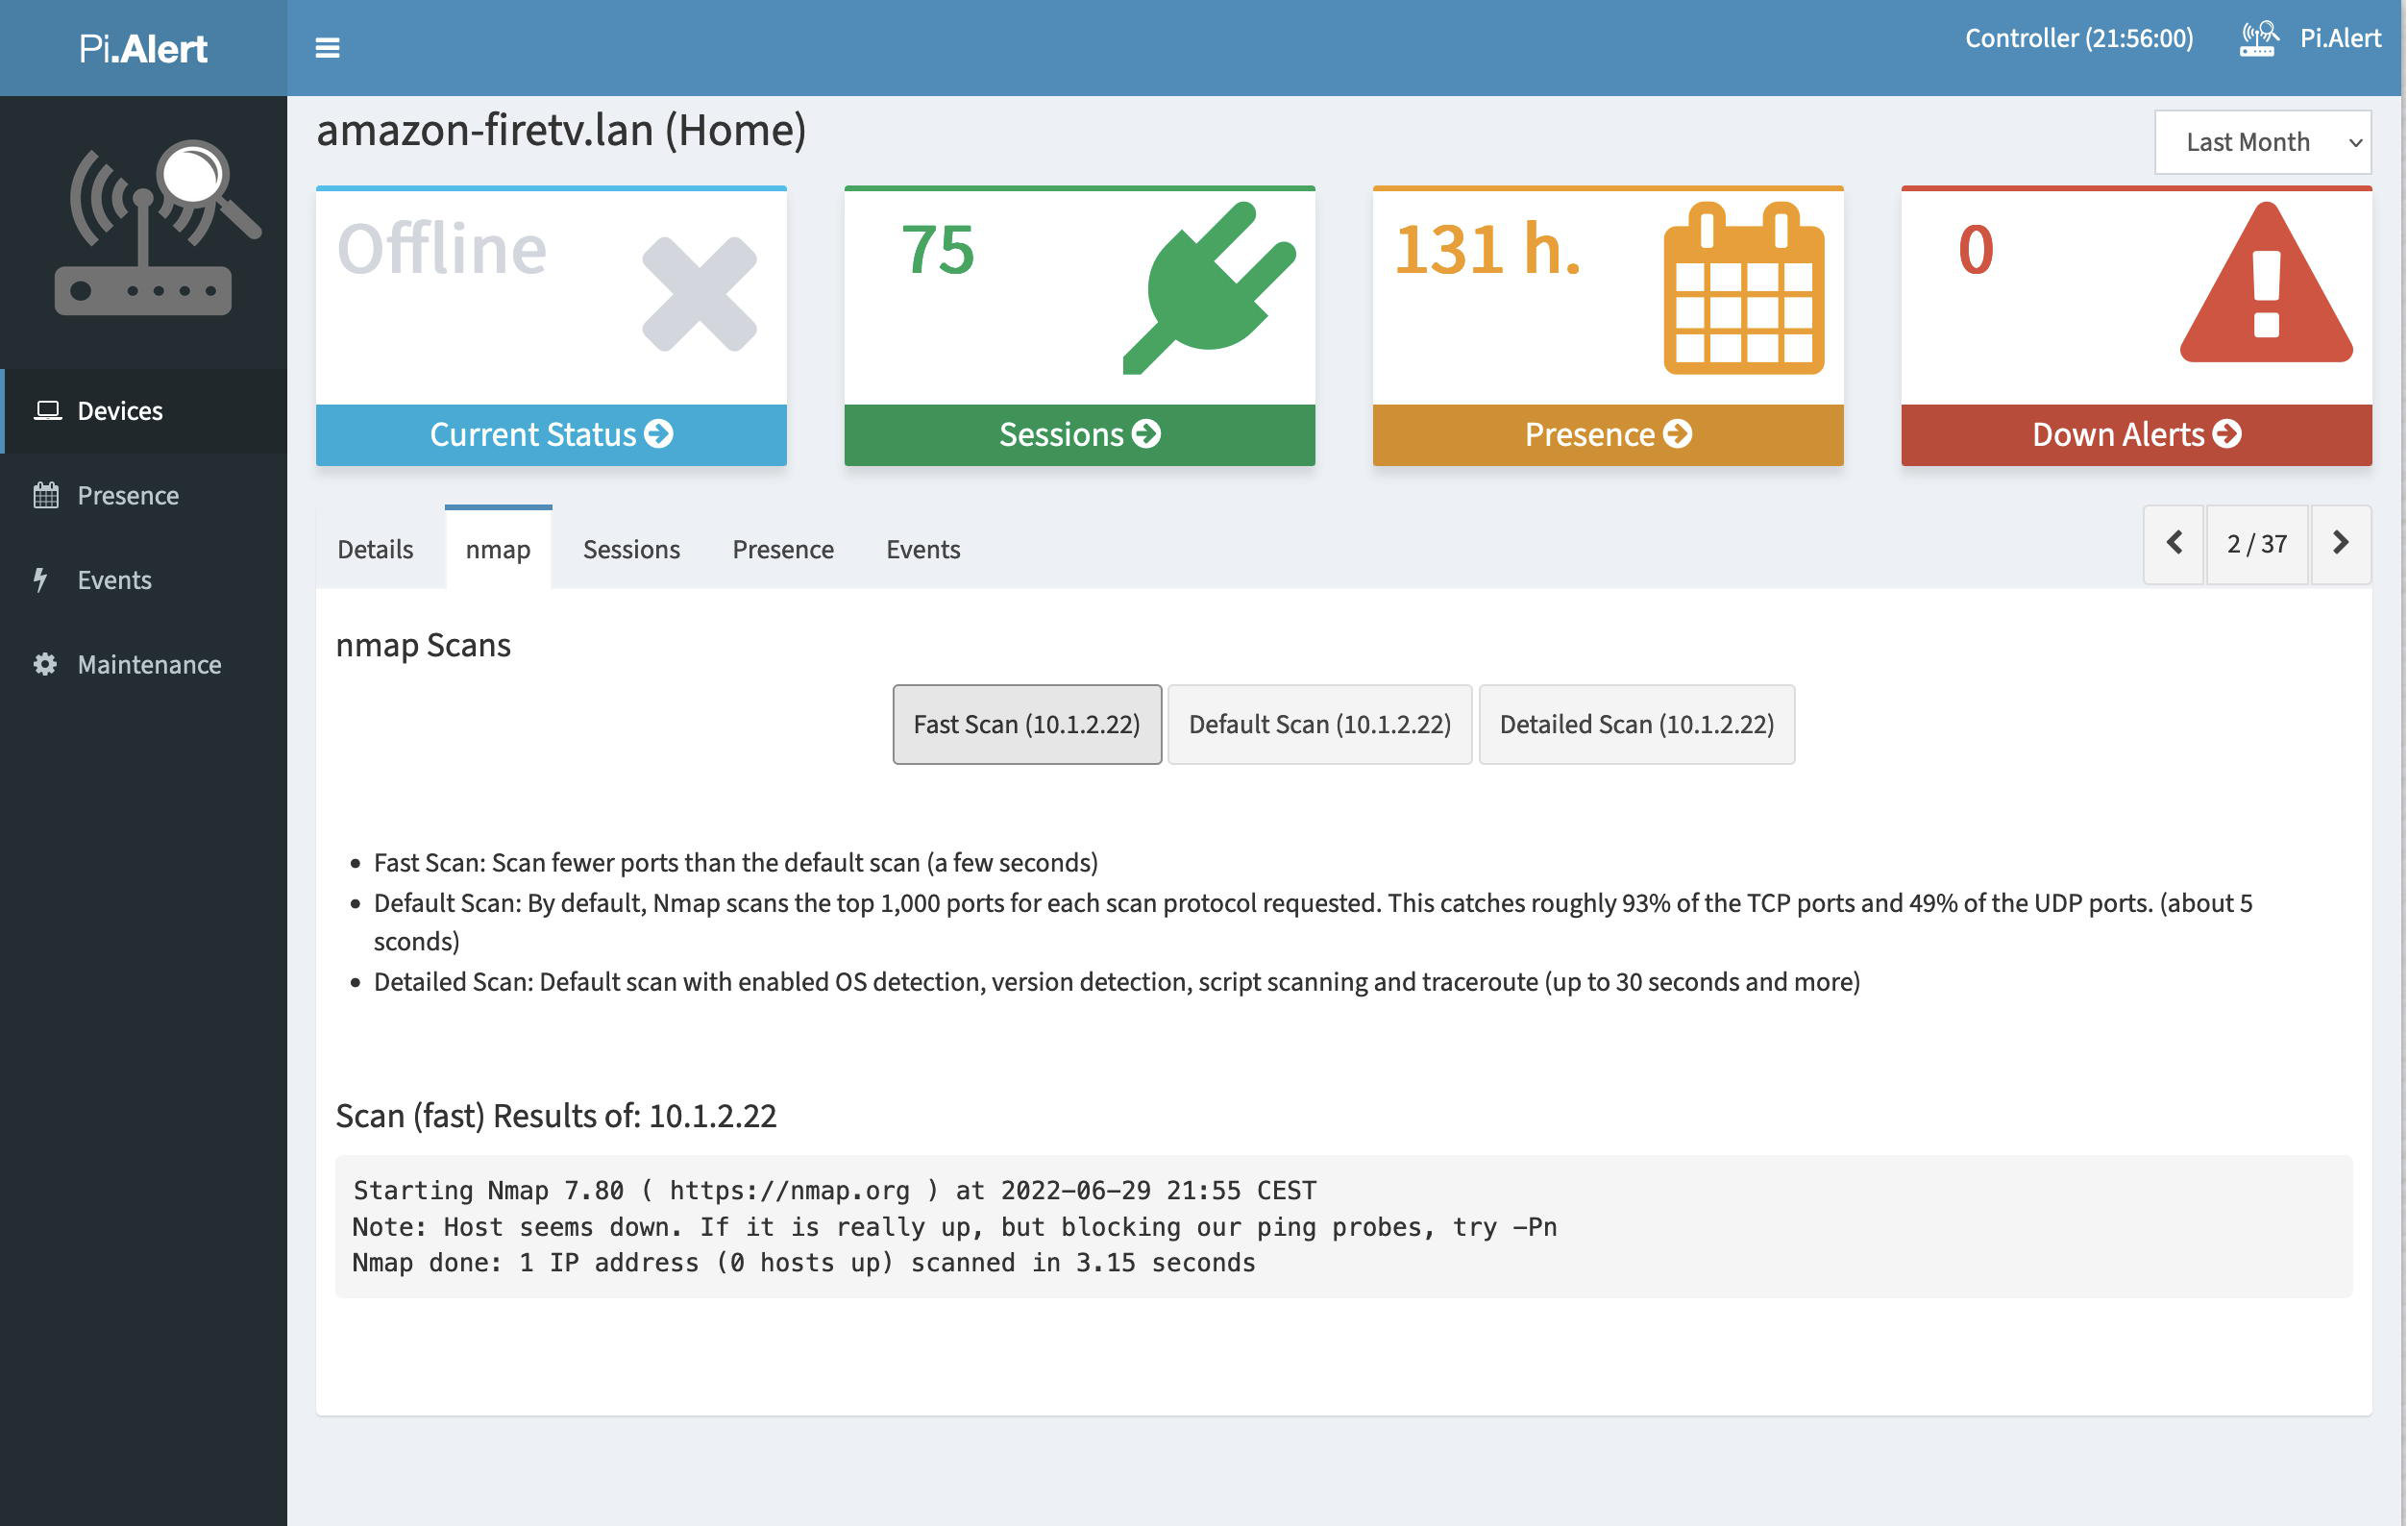 Pi.Alert
Controller (21:56:00)
Pi.Alert
Devices
Presence
Events
Maintenance
amazon-firetv.lan (Home)
Last Month
Offline
Current Status
75
Sessions
131 h.
Presence
0
Down Alerts
Details
nmap
Sessions
Presence
Events
2 / 37
nmap Scans
Fast Scan (10.1.2.22)
Default Scan (10.1.2.22)
Detailed Scan (10.1.2.22)
• Fast Scan: Scan fewer ports than the default scan (a few seconds)
• Default Scan: By default, Nmap scans the top 1,000 ports for each scan protocol requested. This catches roughly 93% of the TCP ports and 49% of the UDP ports. (about 5
sconds)
• Detailed Scan: Default scan with enabled OS detection, version detection, script scanning and traceroute (up to 30 seconds and more)
Scan (fast) Results of: 10.1.2.22
Starting Nmap 7.80 ( https://nmap.org ) at 2022-06-29 21:55 CEST
Note: Host seems down. If it is really up, but blocking our ping probes, try -Pn
Nmap done: 1 IP address (0 hosts up) scanned in 3.15 seconds